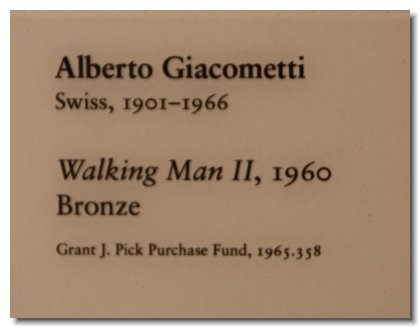 Alberto Giacometti
Swiss, 1901–1966
Walking Man II, 1960
Bronze
Grant J. Pick Purchase Fund, 1965.358